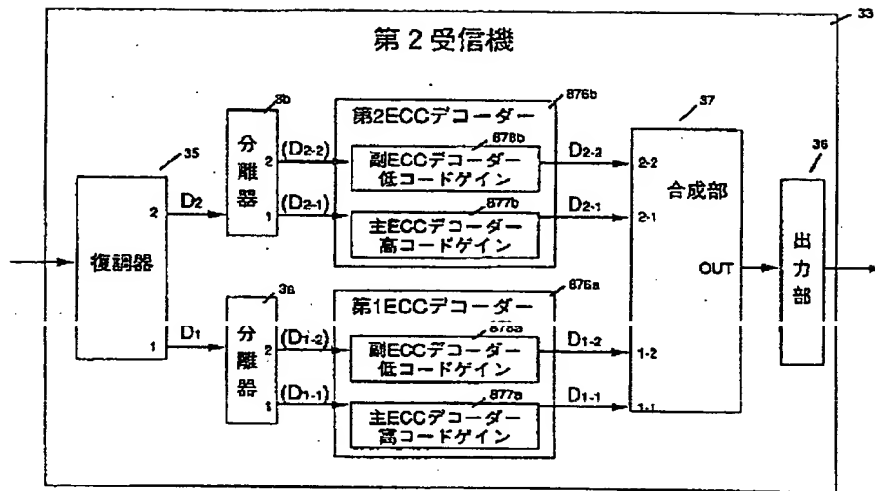 33
第2受信機
876b
37
3b
第2ECCデコーダー
36
35
分離器
(D2-2)
2
878b
副ECCデコーダー
低コードゲイン
D2-2
2-2
合成部
D2
2
(D2-1)
1
877b
主ECCデコーダー
高コードゲイン
D2-1
2-1
復調器
OUT
出力部
3a
876a
第1ECCデコーダー
D1
1
分離器
(D1-2)
2
878a
副ECCデコーダー
低コードゲイン
D1-2
1-2
(D1-1)
1
877a
主ECCデコーダー
高コードゲイン
D1-1
1-1